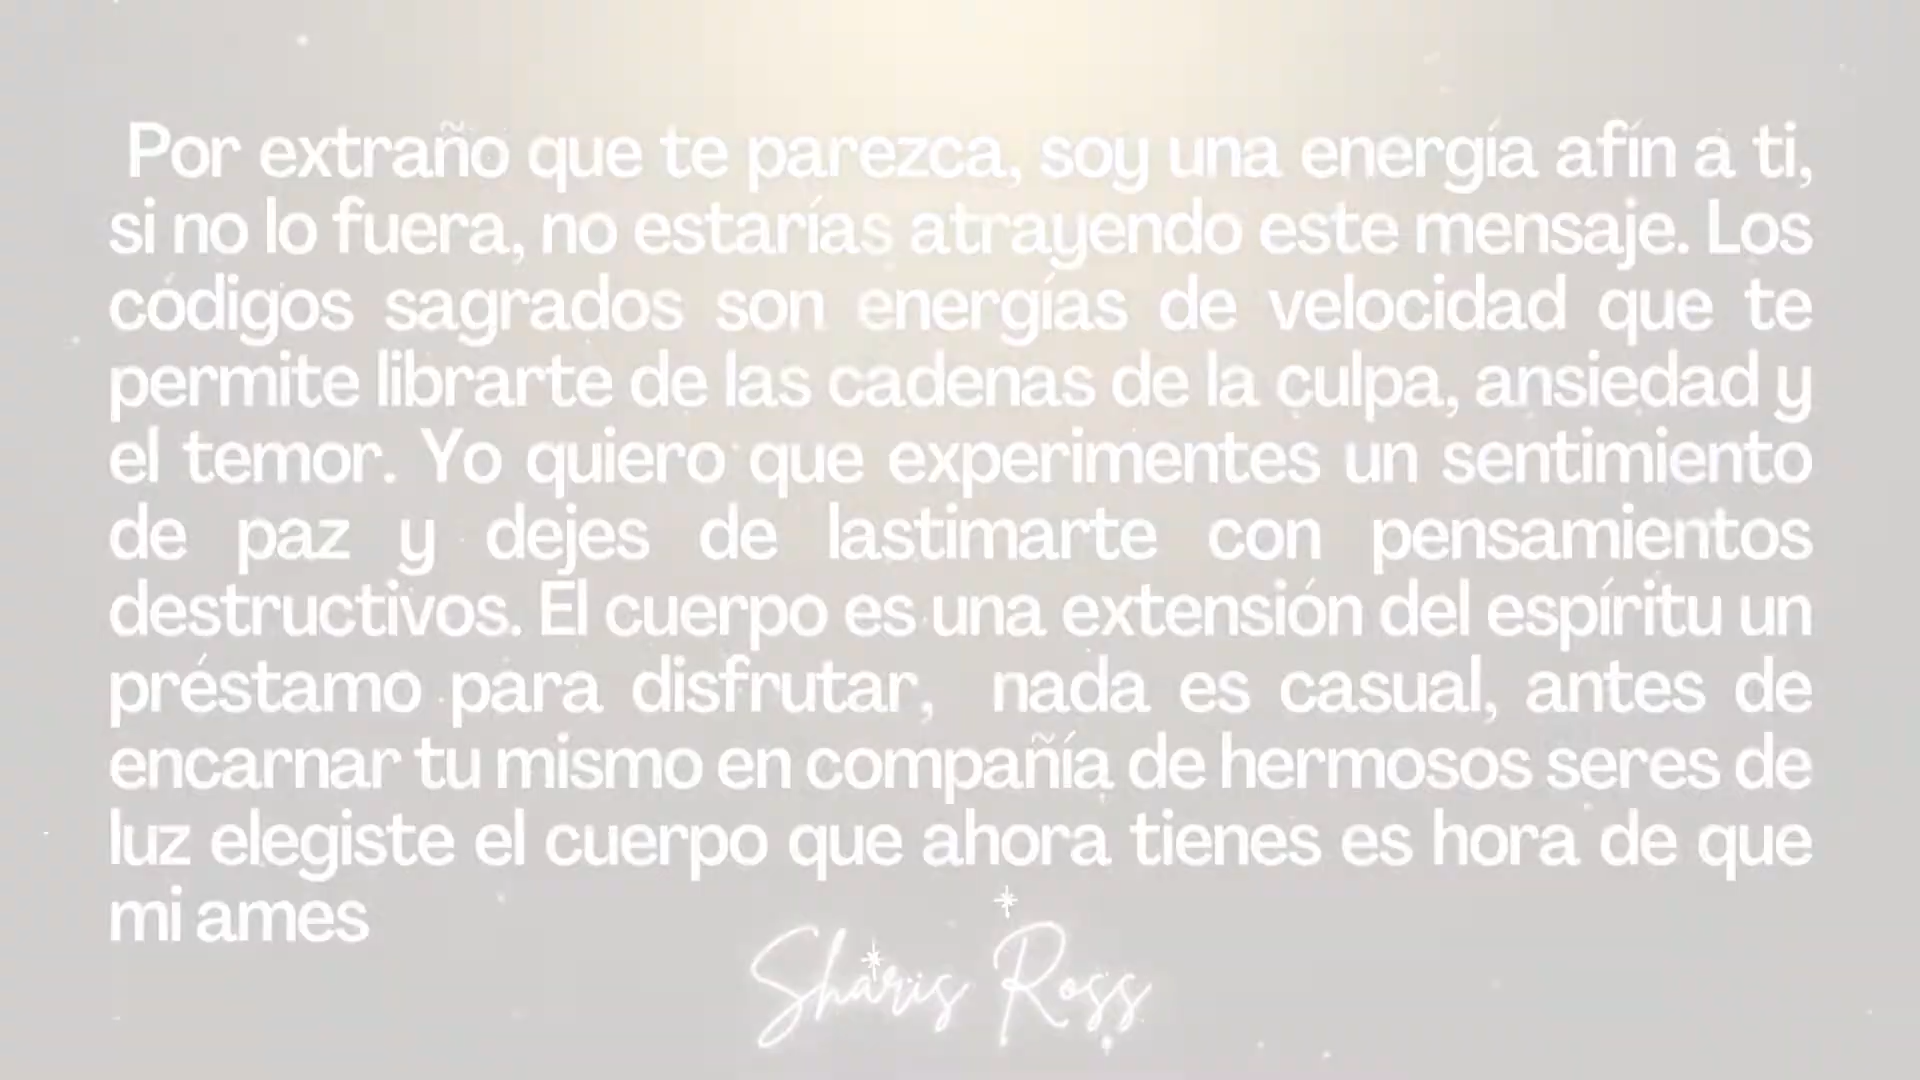 Por extraño que te parezca, soy una energía afín a ti,
si no lo fuera, no estarías atrayendo este mensaje. Los
códigos sagrados son energías de velocidad que te
permite librarte de las cadenas de la culpa, ansiedad y
el temor. Yo quiero que experimentes un sentimiento
de paz y dejes de lastimarte con pensamientos
destructivos. El cuerpo es una extensión del espíritu un
préstamo para disfrutar, nada es casual, antes de
encarnar tu mismo en compañía de hermosos seres de
luz elegiste el cuerpo que ahora tienes es hora de que
mi ames
Sharis Ross